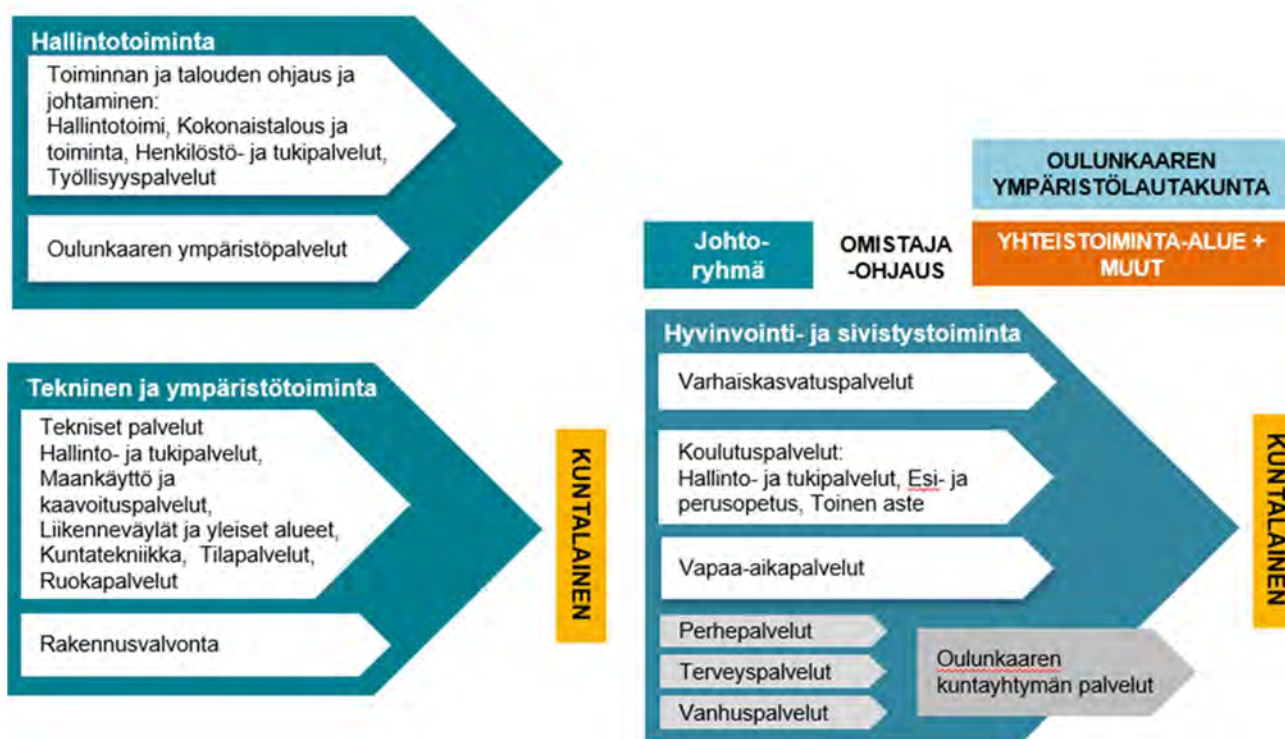 Hallintotoiminta
Toiminnan ja talouden ohjaus ja
johtaminen:
Hallintotoimi, Kokonaistalous ja
toiminta, Henkilöstö- ja tukipalvelut,
Työllisyyspalvelut
Oulunkaaren ympäristöpalvelut
Tekninen ja ympäristötoiminta
Tekniset palvelut
Hallinto- ja tukipalvelut,
Maankäyttö ja
kaavoituspalvelut,
Liikenneväylät ja yleiset alueet,
Kuntatekniikka, Tilapalvelut,
Ruokapalvelut
Rakennusvalvonta
KUNTALAINEN
OULUNKAAREN
YMPÄRISTÖLAUTAKUNTA
Johto-
ryhmä
OMISTAJA
-OHJAUS
YHTEISTOIMINTA-ALUE +
MUUT
Hyvinvointi- ja sivistystoiminta
Varhaiskasvatuspalvelut
Koulutuspalvelut:
Hallinto- ja tukipalvelut, Esi- ja
perusopetus, Toinen aste
Vapaa-aikapalvelut
Perhepalvelut
Terveyspalvelut
Vanhuspalvelut
Oulunkaaren
kuntayhtymän palvelut
KUNTALAINEN